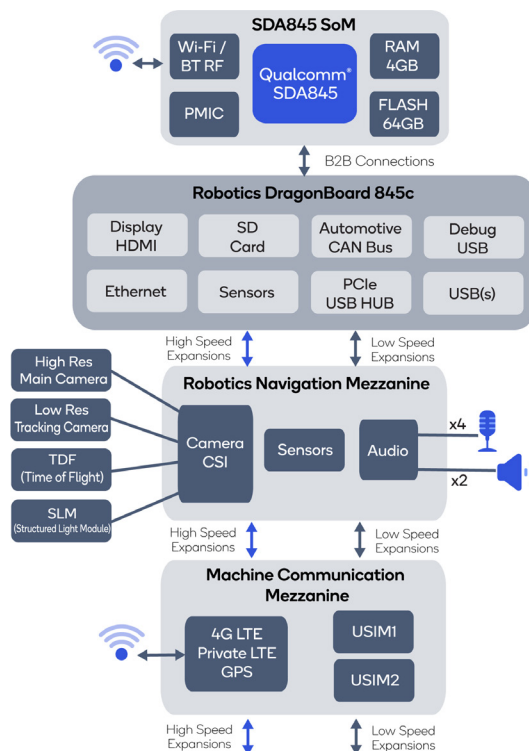 SDA845 SoM
Wi-Fi /
BT RF
PMIC
Qualcomm®
SDA845
RAM
4GB
FLASH
64GB
B2B Connections
Robotics DragonBoard 845c
Display
HDMI
SD
Card
Automotive
CAN Bus
Debug
USB
Ethernet
Sensors
PCIe
USB HUB
USB(s)
High Speed
Expansions
Low Speed
Expansions
Robotics Navigation Mezzanine
High Res
Main Camera
Low Res
Tracking Camera
TDF
(Time of Flight)
SLM
(Structured Light Module)
Camera
CSI
Sensors
Audio
x4
x2
High Speed
Expansions
Low Speed
Expansions
Machine Communication
Mezzanine
4G LTE
Private LTE
GPS
USIM1
USIM2
High Speed
Expansions
Low Speed
Expansions